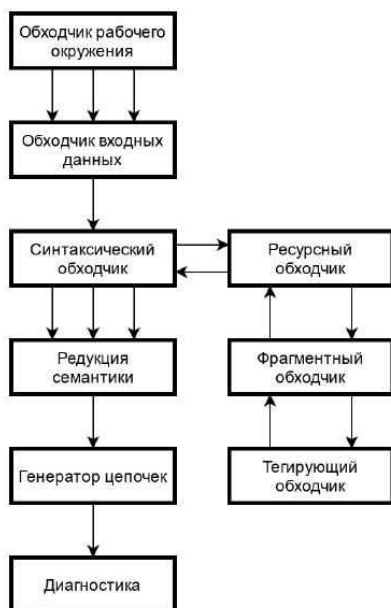 Обходчик рабочего
окружения
Обходчик входных
данных
Синтаксический
обходчик
Ресурсный
обходчик
Редукция
семантики
Фрагментный
обходчик
Генератор цепочек
Тегирующий
обходчик
Диагностика